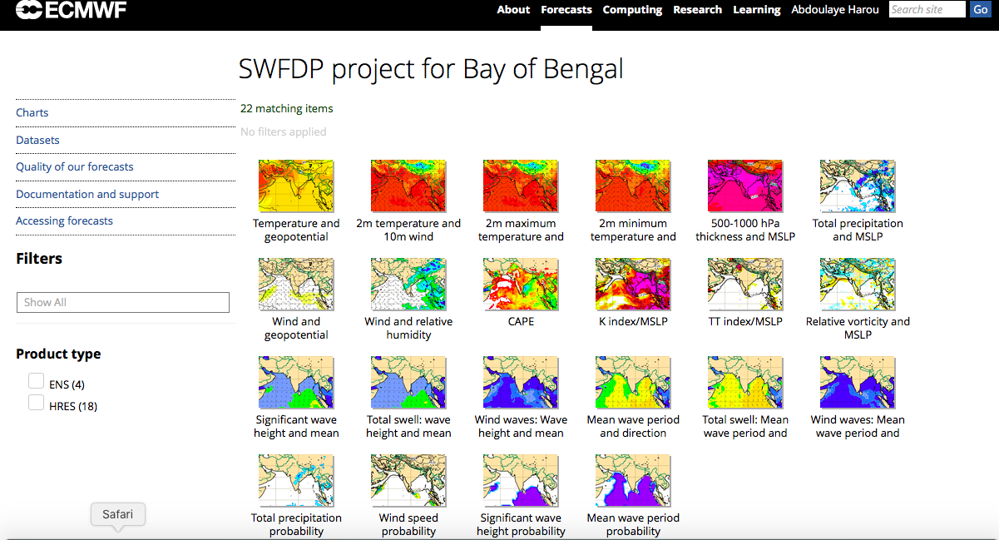 ECMWF
About Forecasts Computing Research Learning Abdoulaye Harou Search site Go
SWFDP project for Bay of Bengal
22 matching items
No filters applied
Charts
Datasets
Quality of our forecasts
Documentation and support
Accessing forecasts
Filters
Show All
Product type
ENS (4)
HRES (18)
Temperature and
geopotential
2m temperature and
10m wind
2m maximum
temperature and
2m minimum
temperature and
500-1000 hPa
thickness and MSLP
Total precipitation
and MSLP
Wind and
geopotential
Wind and relative
humidity
CAPE
K index/MSLP
TT index/MSLP
Relative vorticity and
MSLP
Significant wave
height and mean
Total swell: wave
height and mean
Wind waves: Wave
height and mean
Mean wave period
and direction
Total swell: Mean
wave period and
Wind waves: Mean
wave period and
Total precipitation
probability
Wind speed
probability
Significant wave
height probability
Mean wave period
probability
Safari